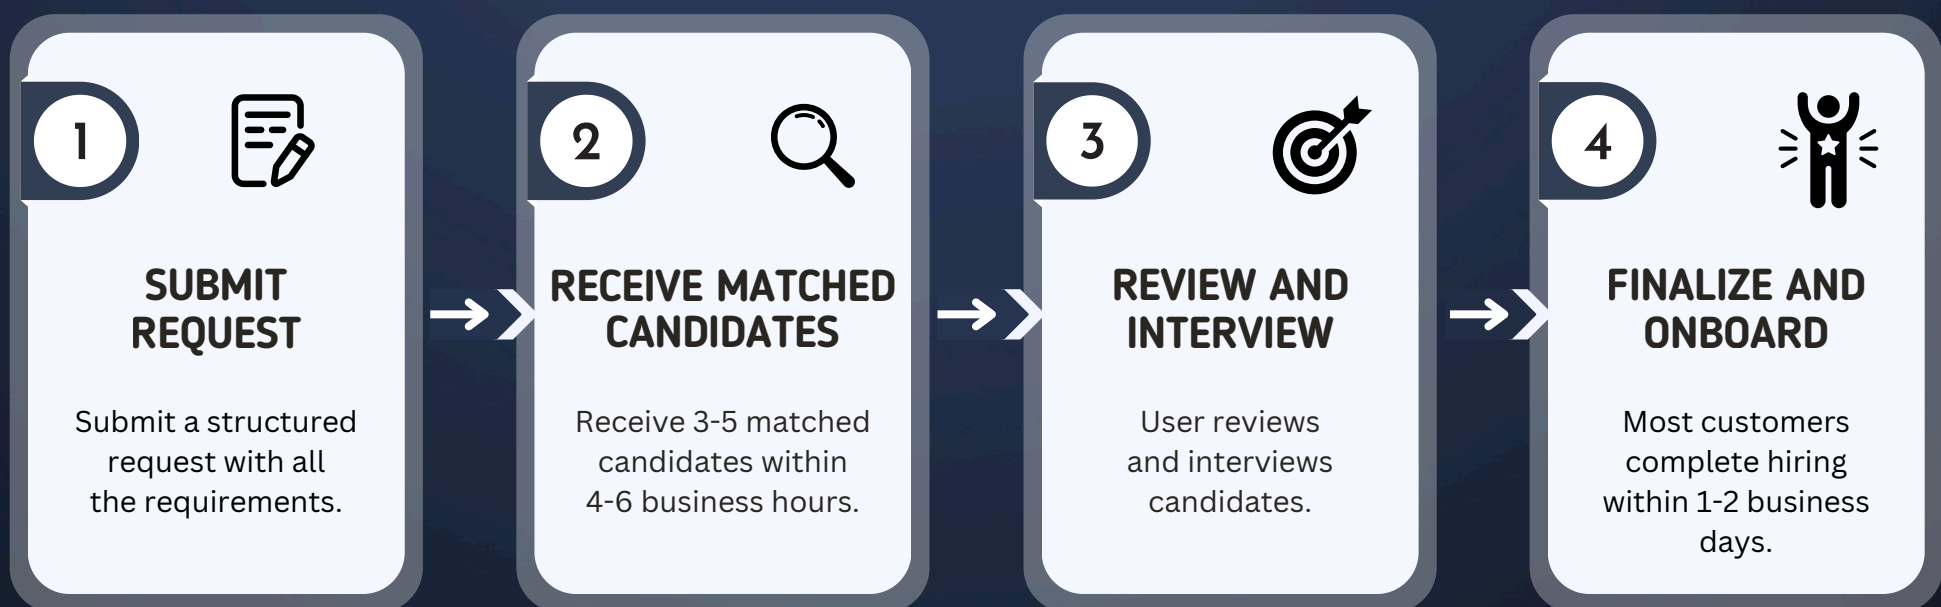 1
SUBMIT
REQUEST
Submit a structured
request with all
the requirements.
2
RECEIVE MATCHED
CANDIDATES
Receive 3-5 matched
candidates within
4-6 business hours.
3
REVIEW AND
INTERVIEW
User reviews
and interviews
candidates.
4
FINALIZE AND
ONBOARD
Most customers
complete hiring
within 1-2 business
days.